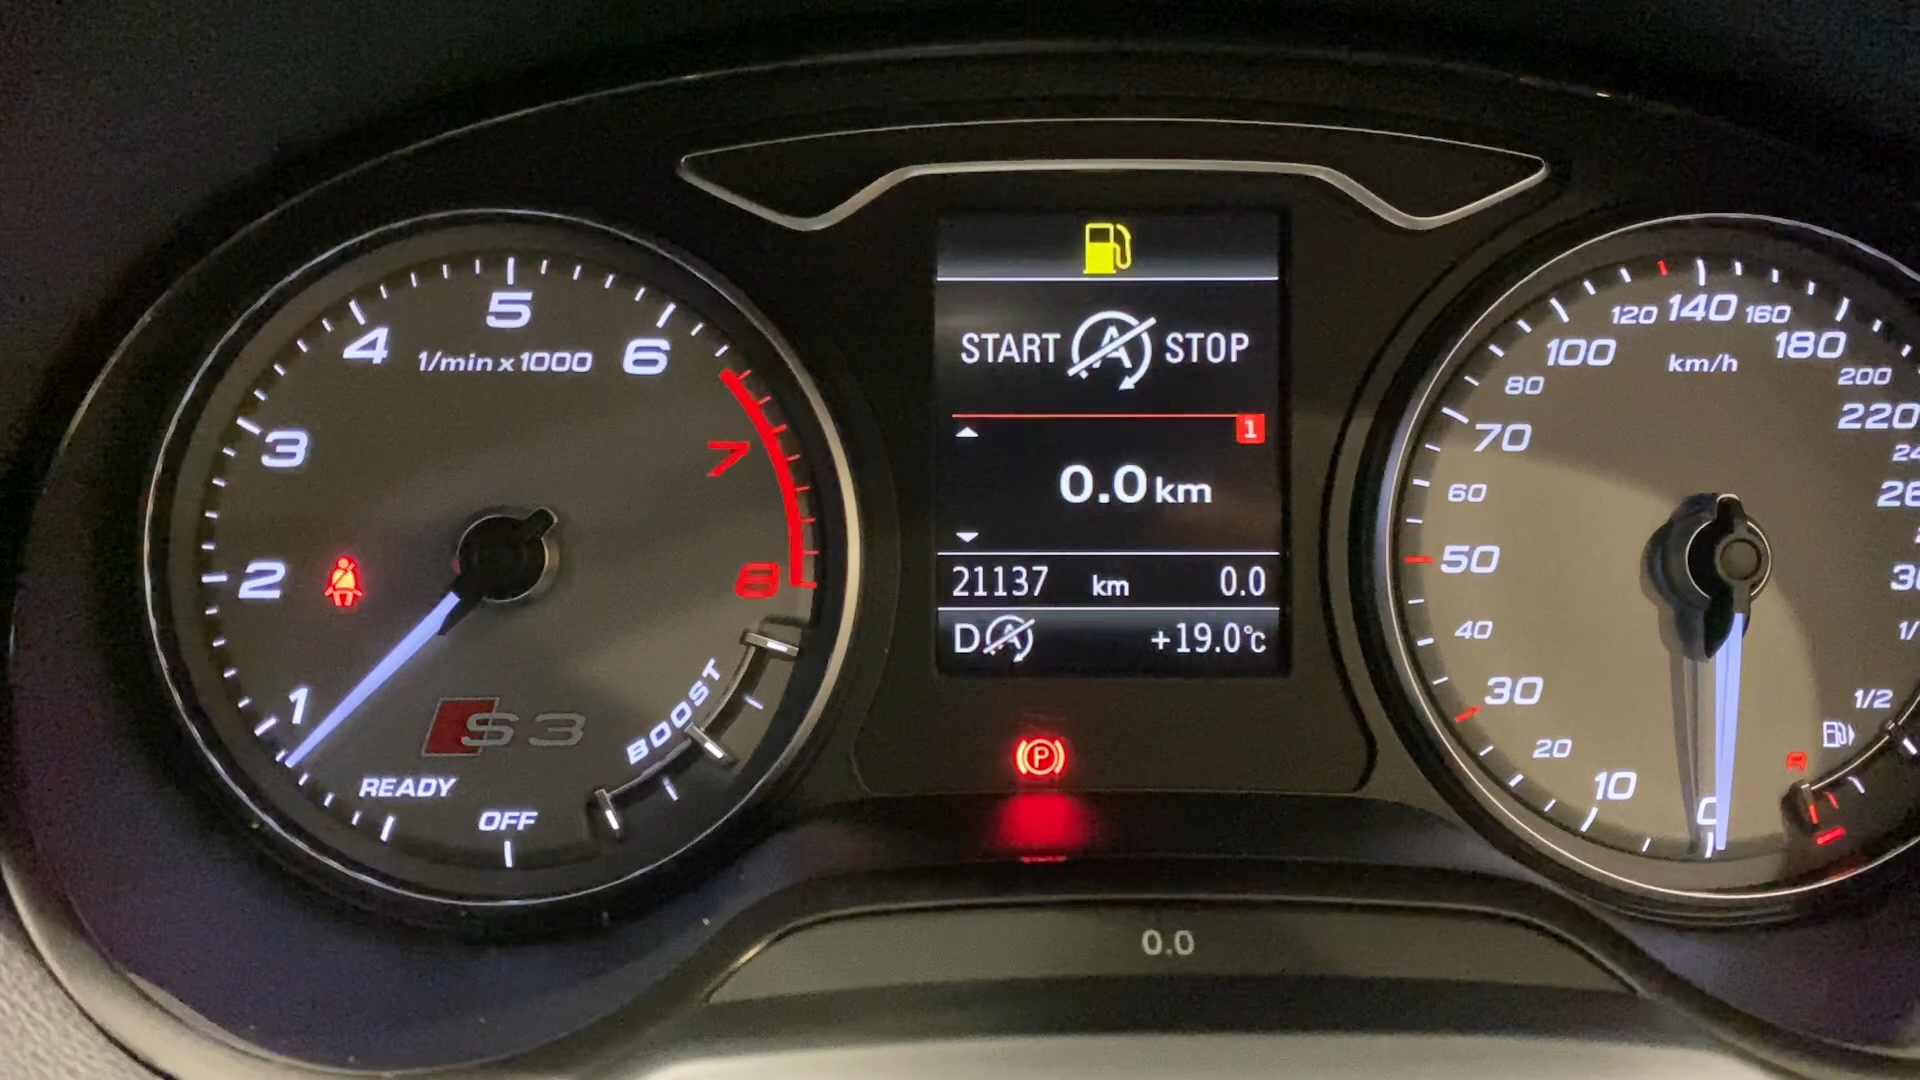 5
4
6
1/min x 1000
3
7
2
8
1
S3
BOOST
READY
OFF
START A STOP
1
0.0 km
21137 km 0.0
D A +19.0°C
P
0.0
120 140 160
100 180
km/h
80 200
70 220
60
50
40
30
1/2
20
10
0